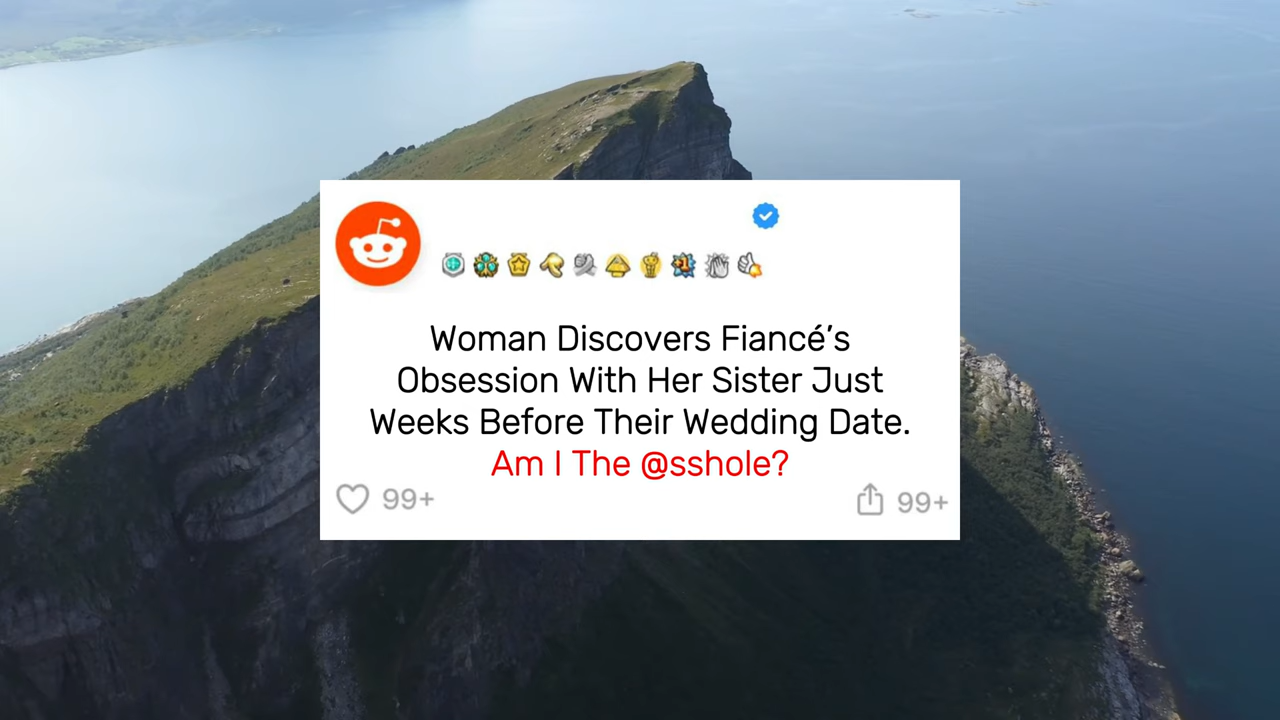 Woman Discovers Fiancé’s
Obsession With Her Sister Just
Weeks Before Their Wedding Date.
Am I The @sshole?
99+ 99+